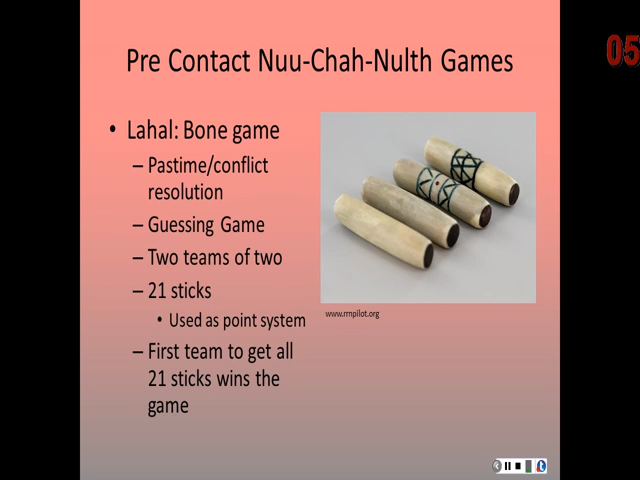 05
Pre Contact Nuu-Chah-Nulth Games
• Lahal: Bone game
– Pastime/conflict
resolution
– Guessing Game
– Two teams of two
– 21 sticks
• Used as point system
– First team to get all
21 sticks wins the
game
www.rrnpilot.org